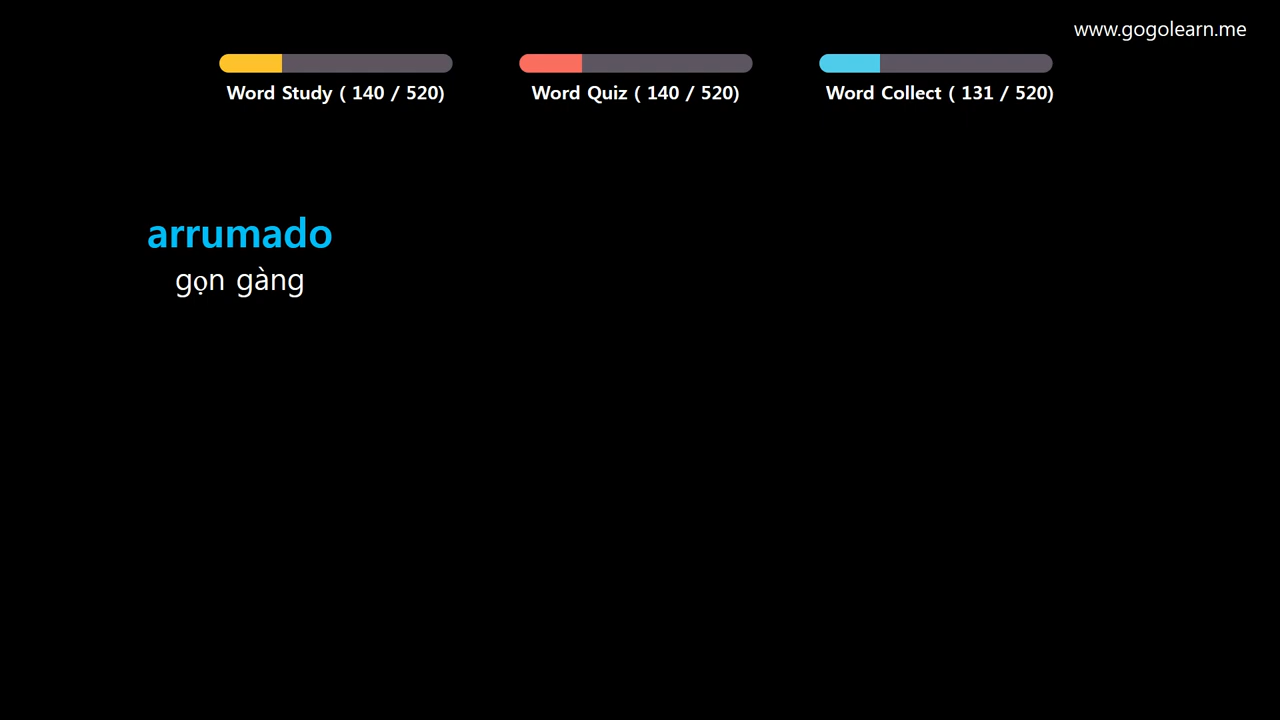 www.gogolearn.me
Word Study ( 140 / 520)
Word Quiz ( 140 / 520)
Word Collect ( 131 / 520)
arrumado
gọn gàng